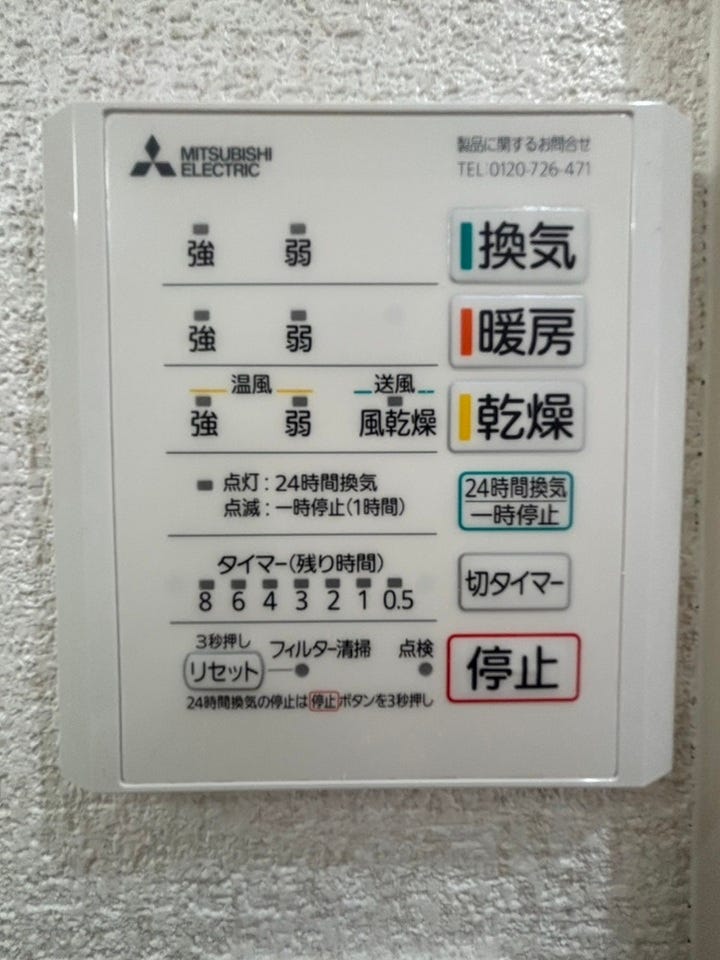 MITSUBISHI
ELECTRIC
製品に関するお問合せ
TEL:0120-726-471
強 弱 換気
強 弱 暖房
温風 送風
強 弱 風乾燥 乾燥
点灯:24時間換気
点滅:一時停止(1時間)
24時間換気
一時停止
タイマー(残り時間)
8 6 4 3 2 1 0.5
切タイマー
3秒押し
リセット フィルター清掃 点検
停止
24時間換気の停止は停止ボタンを3秒押し